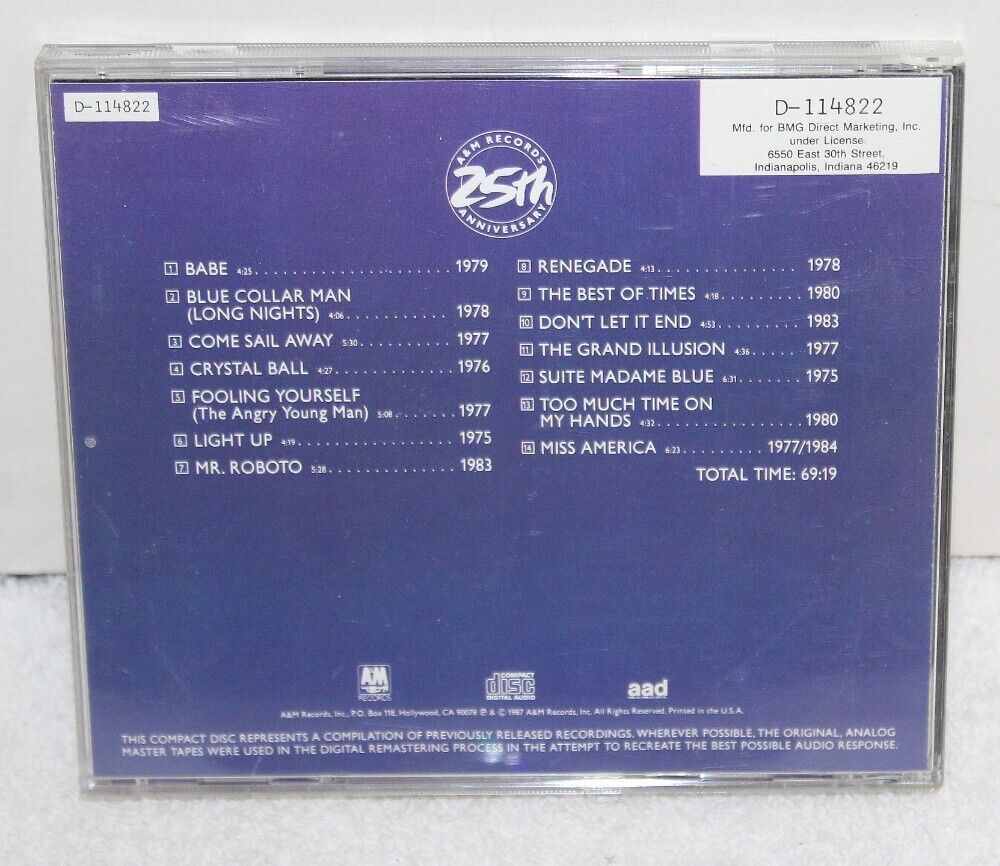 D-114822
D-114822
Mfd. for BMG Direct Marketing, Inc.
under License
6550 East 30th Street,
Indianapolis, Indiana 46219
A&M RECORDS
25th
ANNIVERSARY
1 BABE 4:25 1979
2 BLUE COLLAR MAN
(LONG NIGHTS) 4:06 1978
3 COME SAIL AWAY 5:30 1977
4 CRYSTAL BALL 4:27 1976
5 FOOLING YOURSELF
(The Angry Young Man) 5:08 1977
6 LIGHT UP 4:19 1975
7 MR. ROBOTO 5:28 1983
8 RENEGADE 4:13 1978
9 THE BEST OF TIMES 4:18 1980
10 DON'T LET IT END 4:53 1983
11 THE GRAND ILLUSION 4:36 1977
12 SUITE MADAME BLUE 6:31 1975
13 TOO MUCH TIME ON
MY HANDS 4:32 1980
14 MISS AMERICA 6:23 1977/1984
TOTAL TIME: 69:19
A&M
RECORDS
COMPACT
disc
DIGITAL AUDIO
aad
A&M Records, Inc., P.O. Box 118, Hollywood, CA 90078 ℗ & © 1987 A&M Records, Inc. All Rights Reserved. Printed in the U.S.A.
THIS COMPACT DISC REPRESENTS A COMPILATION OF PREVIOUSLY RELEASED RECORDINGS. WHEREVER POSSIBLE, THE ORIGINAL, ANALOG
MASTER TAPES WERE USED IN THE DIGITAL REMASTERING PROCESS IN THE ATTEMPT TO RECREATE THE BEST POSSIBLE AUDIO RESPONSE.